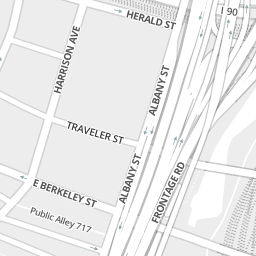 HERALD ST
I 90
HARRISON AVE
ALBANY ST
TRAVELER ST
ALBANY ST
FRONTAGE RD
E BERKELEY ST
Public Alley 717